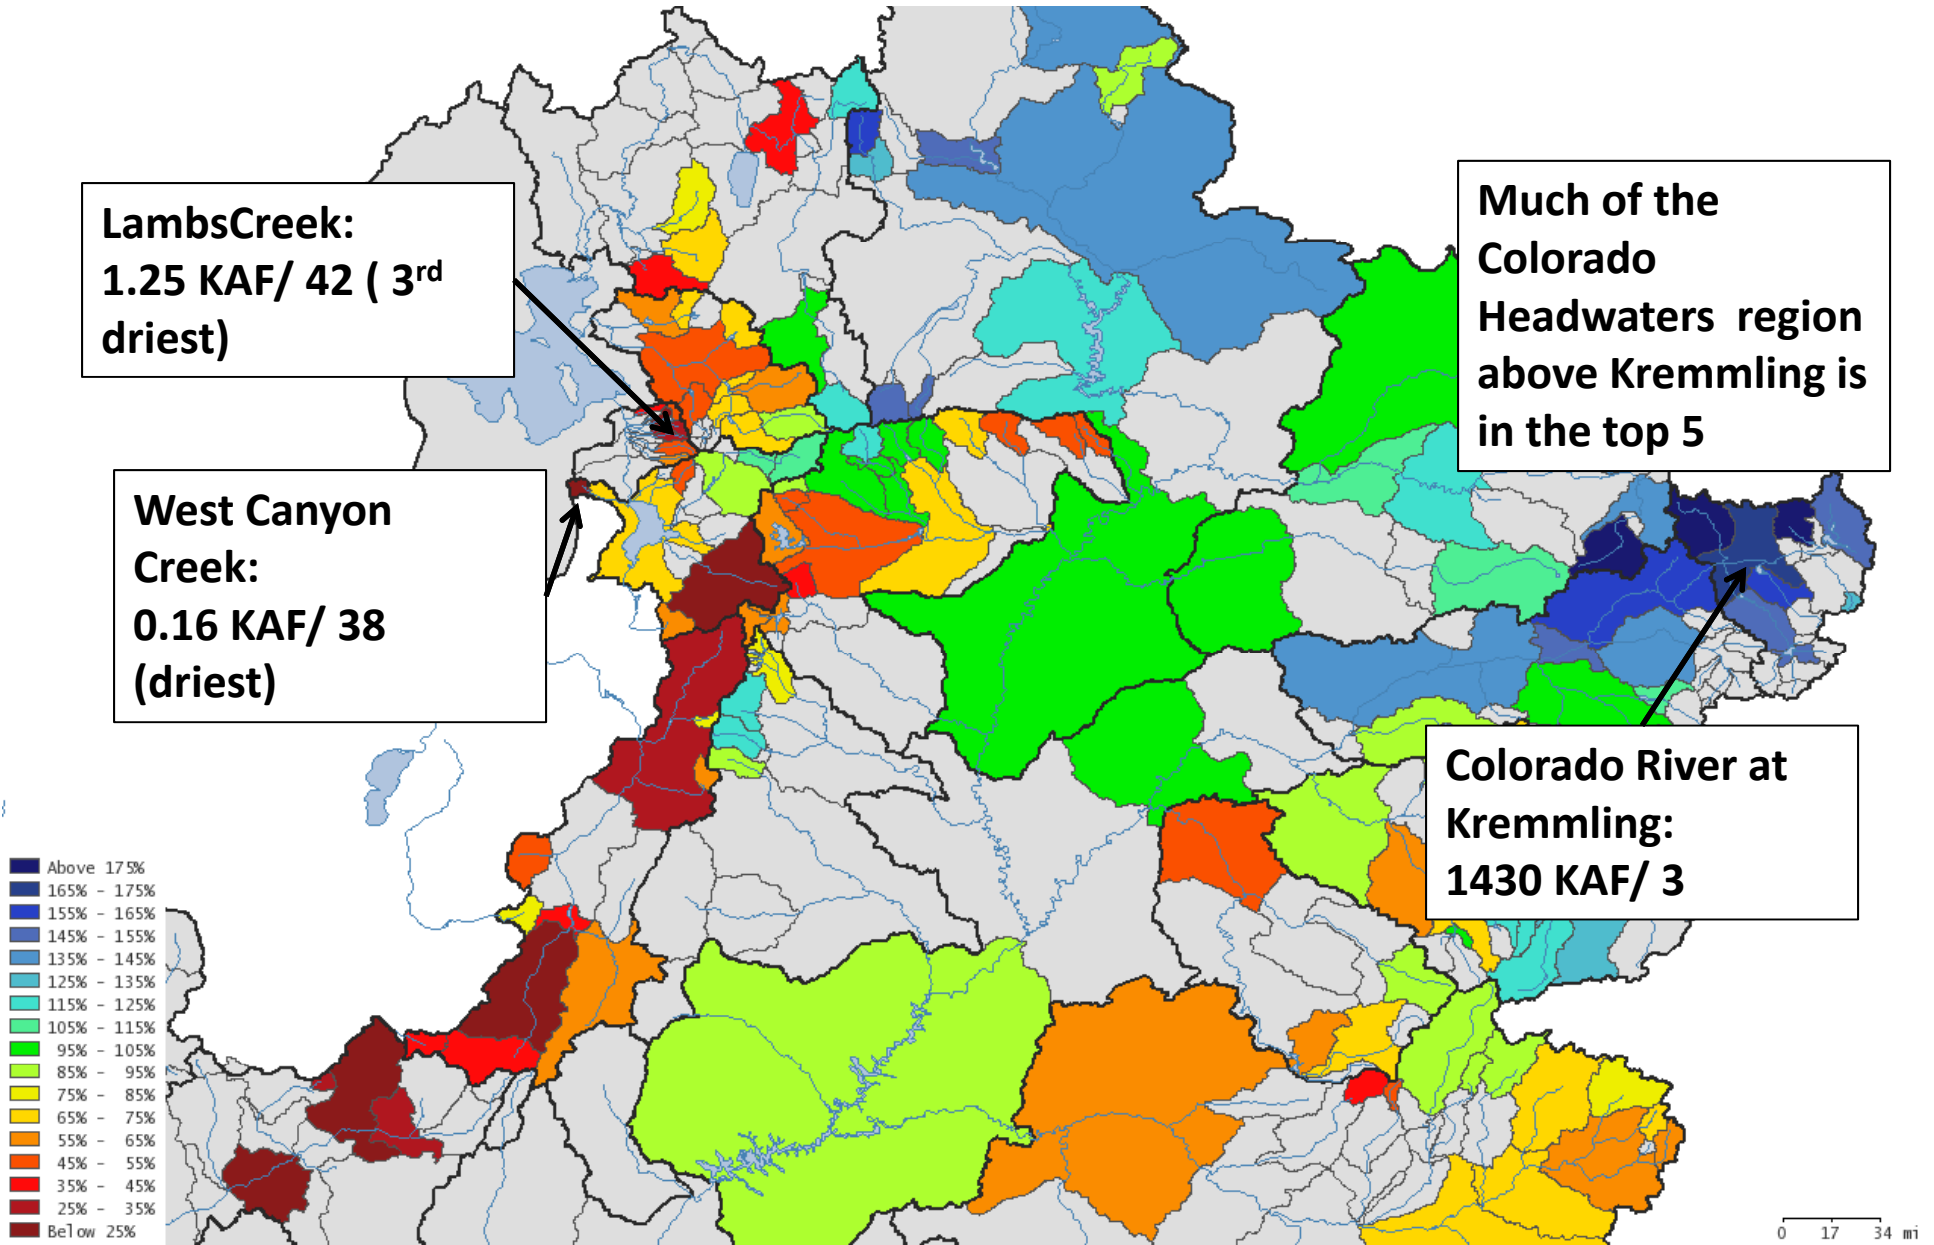 LambsCreek:
1.25 KAF/ 42 ( 3rd
driest)
West Canyon
Creek:
0.16 KAF/ 38
(driest)
Much of the
Colorado
Headwaters region
above Kremmling is
in the top 5
Colorado River at
Kremmling:
1430 KAF/ 3
Above 175%
165% - 175%
155% - 165%
145% - 155%
135% - 145%
125% - 135%
115% - 125%
105% - 115%
95% - 105%
85% - 95%
75% - 85%
65% - 75%
55% - 65%
45% - 55%
35% - 45%
25% - 35%
Below 25%
0 17 34 mi